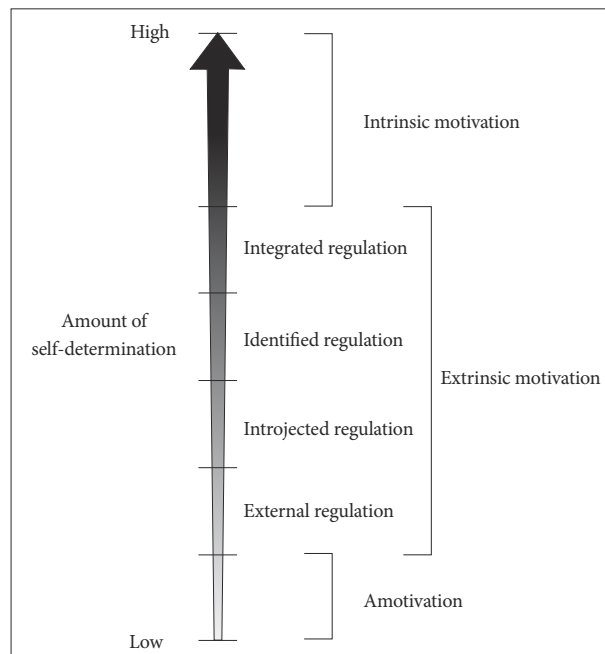 High
Intrinsic motivation
Integrated regulation
Amount of
self-determination
Identified regulation
Extrinsic motivation
Introjected regulation
External regulation
Amotivation
Low